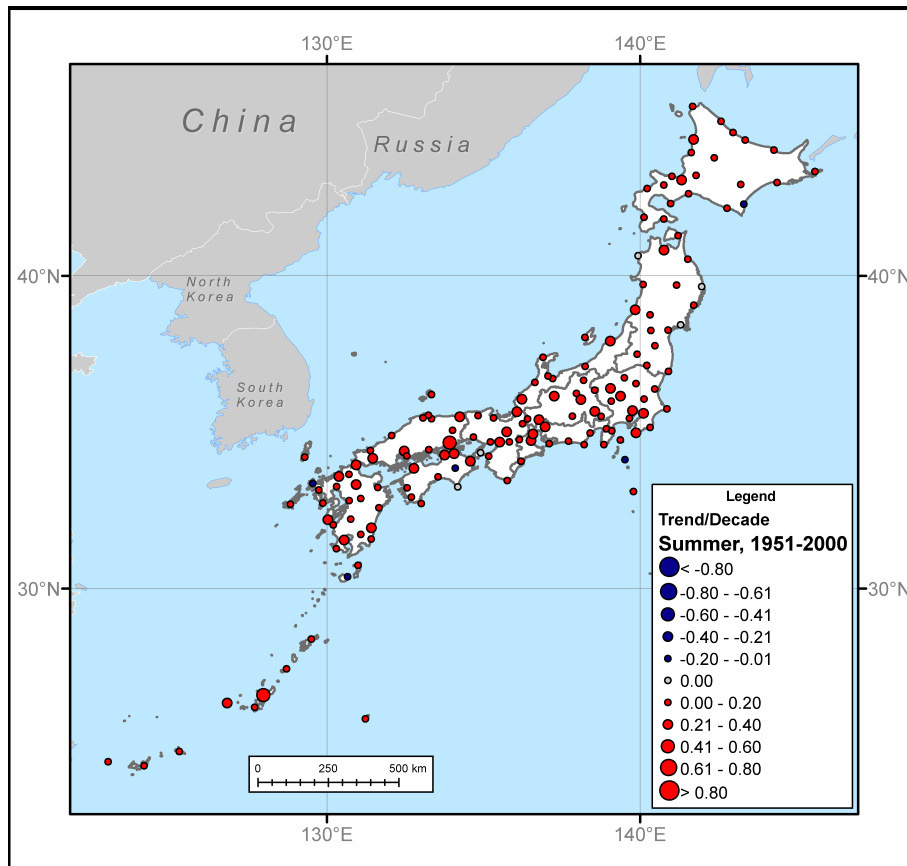 130°E
140°E
China
Russia
40°N
40°N
North
Korea
South
Korea
Legend
Trend/Decade
Summer, 1951-2000
< -0.80
-0.80 - -0.61
-0.60 - -0.41
-0.40 - -0.21
-0.20 - -0.01
0.00
0.00 - 0.20
0.21 - 0.40
0.41 - 0.60
0.61 - 0.80
> 0.80
30°N
30°N
0
250
500 km
130°E
140°E